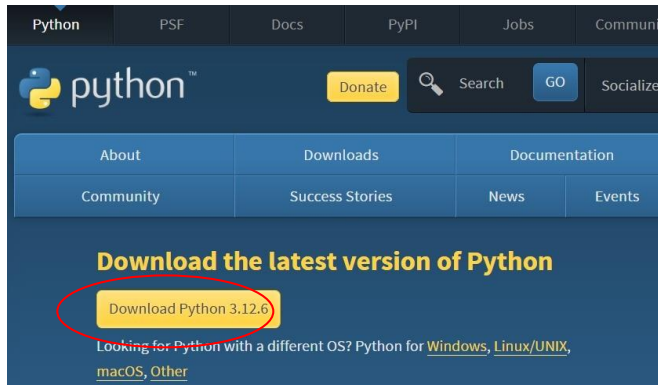 Python PSF Docs PyPI Jobs Communi
python™ Donate Search GO Socialize
About Downloads Documentation
Community Success Stories News Events
Download the latest version of Python
Download Python 3.12.6
Looking for Python with a different OS? Python for Windows, Linux/UNIX,
macOS, Other